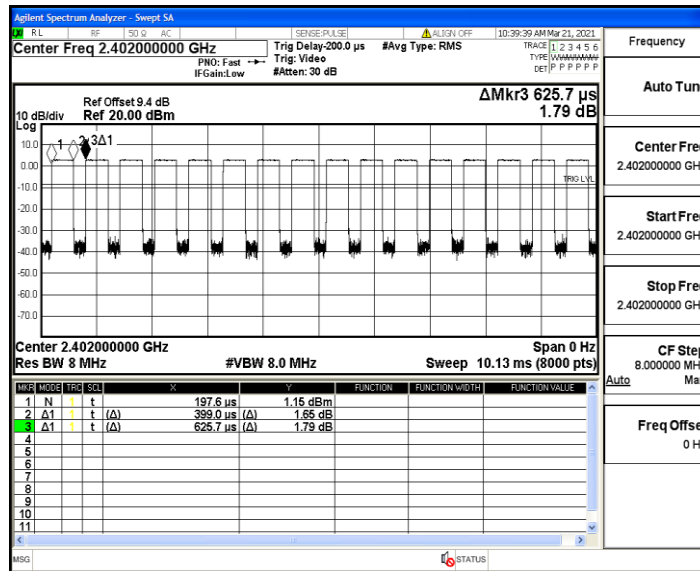 Agilent Spectrum Analyzer - Swept SA
RL RF 50 Ω AC SENSE:PULSE ALIGN OFF 10:39:39 AM Mar 21, 2021
Center Freq 2.402000000 GHz
PNO: Fast
IFGain:Low
Trig Delay-200.0 µs
Trig: Video
#Atten: 30 dB
#Avg Type: RMS
TRACE 1 2 3 4 5 6
TYPE
DET P P P P P P
ΔMkr3 625.7 µs
1.79 dB
Ref Offset 9.4 dB
10 dB/div Ref 20.00 dBm
Log
1 2 3Δ1
10.0
0.00
-10.0
-20.0
-30.0
-40.0
-50.0
-60.0
-70.0
TRIG LVL
Center 2.402000000 GHz Span 0 Hz
Res BW 8 MHz #VBW 8.0 MHz Sweep 10.13 ms (8000 pts)
MKR MODE TRC SCL X Y FUNCTION FUNCTION WIDTH FUNCTION VALUE
1 N 1 t 197.6 µs 1.15 dBm
2 Δ1 1 t (Δ) 399.0 µs (Δ) 1.65 dB
3 Δ1 1 t (Δ) 625.7 µs (Δ) 1.79 dB
4
5
6
7
8
9
10
11
MSG STATUS
Frequency
Auto Tun
Center Fre
2.402000000 GH
Start Fre
2.402000000 GH
Stop Fre
2.402000000 GH
CF Ste
8.000000 MH
Auto Ma
Freq Offse
0 H